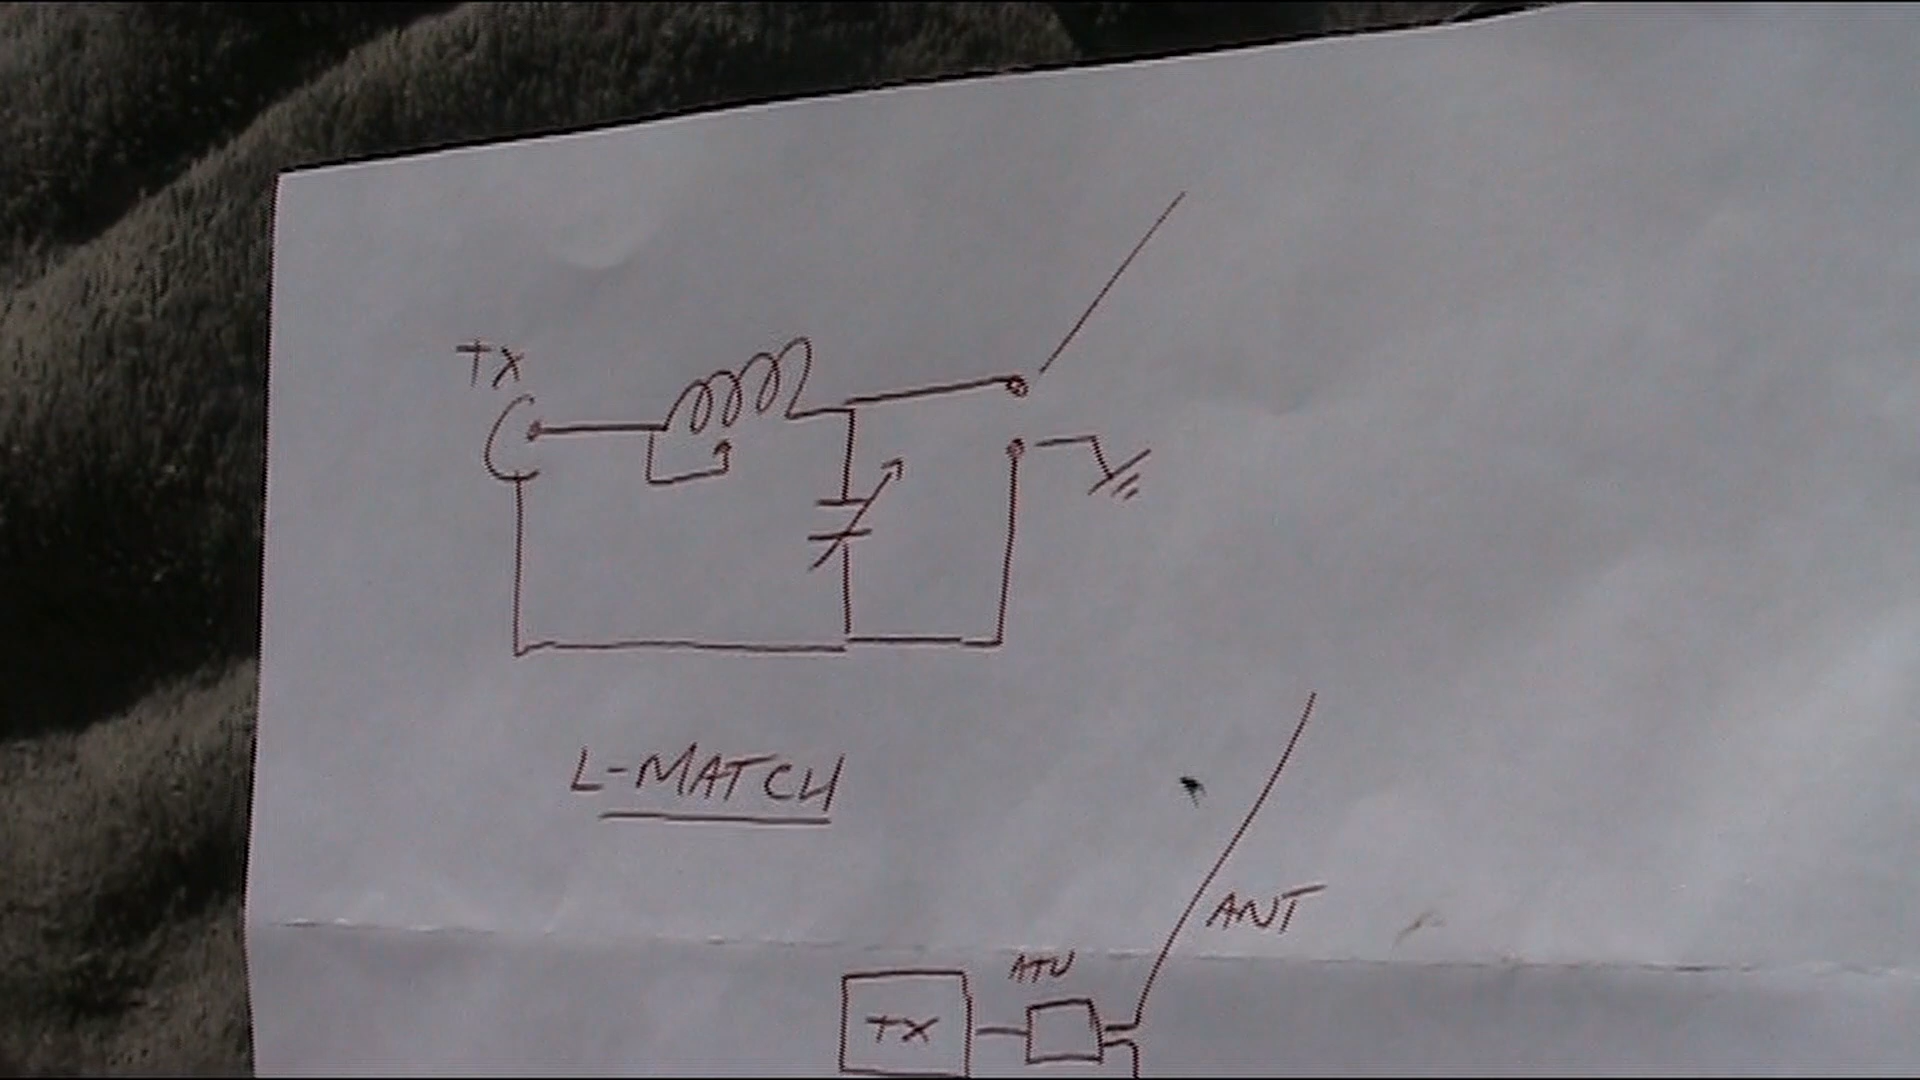 TX
L-MATCH
ANT
ATU
TX